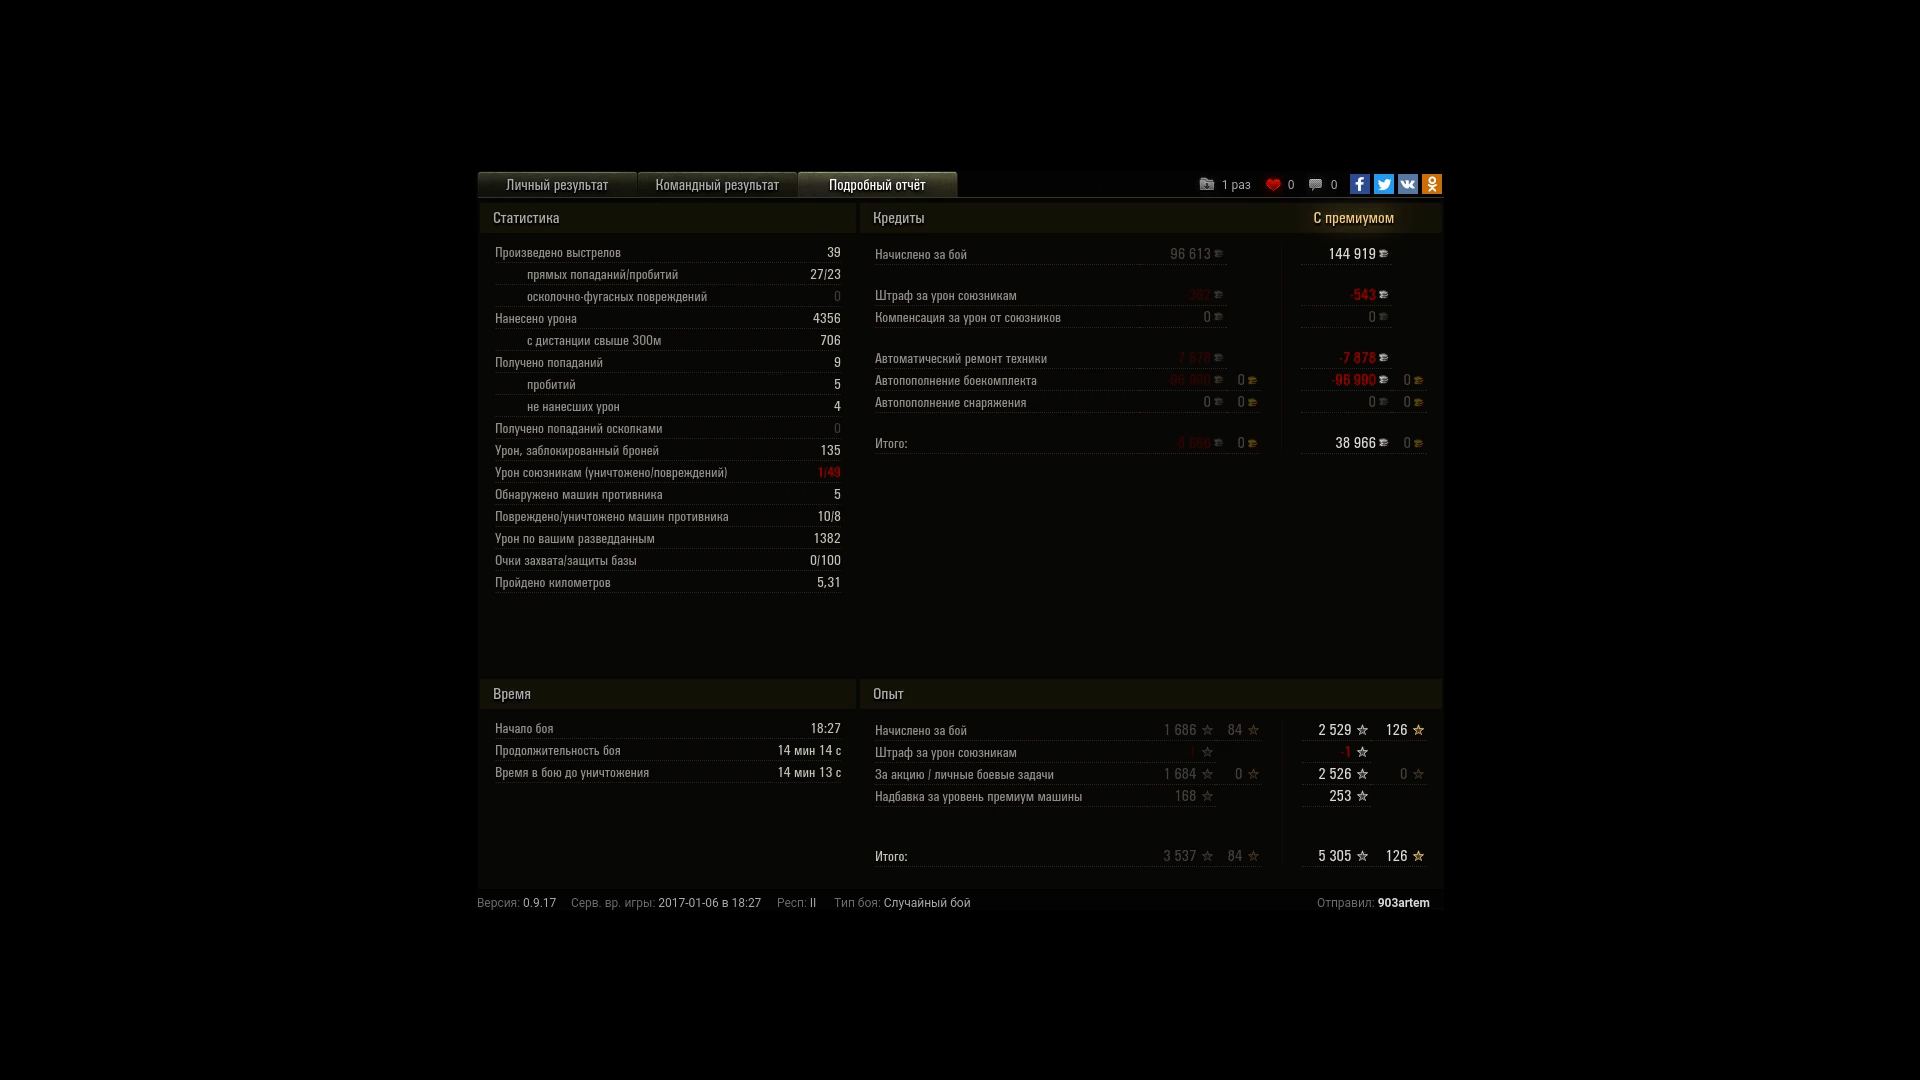 Личный результат Командный результат Подробный отчёт 1 раз 0 0
Статистика
Произведено выстрелов 39
прямых попаданий/пробитий 27/23
осколочно-фугасных повреждений 0
Нанесено урона 4356
с дистанции свыше 300м 706
Получено попаданий 9
пробитий 5
не нанесших урон 4
Получено попаданий осколками 0
Урон, заблокированный броней 135
Урон союзникам (уничтожено/повреждений) 1/49
Обнаружено машин противника 5
Повреждено/уничтожено машин противника 10/8
Урон по вашим разведданным 1382
Очки захвата/защиты базы 0/100
Пройдено километров 5,31
Кредиты С премиумом
Начислено за бой 96 613 144 919
Штраф за урон союзникам -362 -543
Компенсация за урон от союзников 0 0
Автоматический ремонт техники -7 878 -7 878
Автопополнение боекомплекта 0 -96 990 0
Автопополнение снаряжения 0 0 0 0
Итого: 0 38 966 0
Время
Начало боя 18:27
Продолжительность боя 14 мин 14 с
Время в бою до уничтожения 14 мин 13 с
Опыт
Начислено за бой 1 686 84 2 529 126
Штраф за урон союзникам -1
За акцию / личные боевые задачи 1 684 0 2 526 0
Надбавка за уровень премиум машины 168 253
Итого: 3 537 84 5 305 126
Версия: 0.9.17 Серв. вр. игры: 2017-01-06 в 18:27 Респ: II Тип боя: Случайный бой Отправил: 903artem